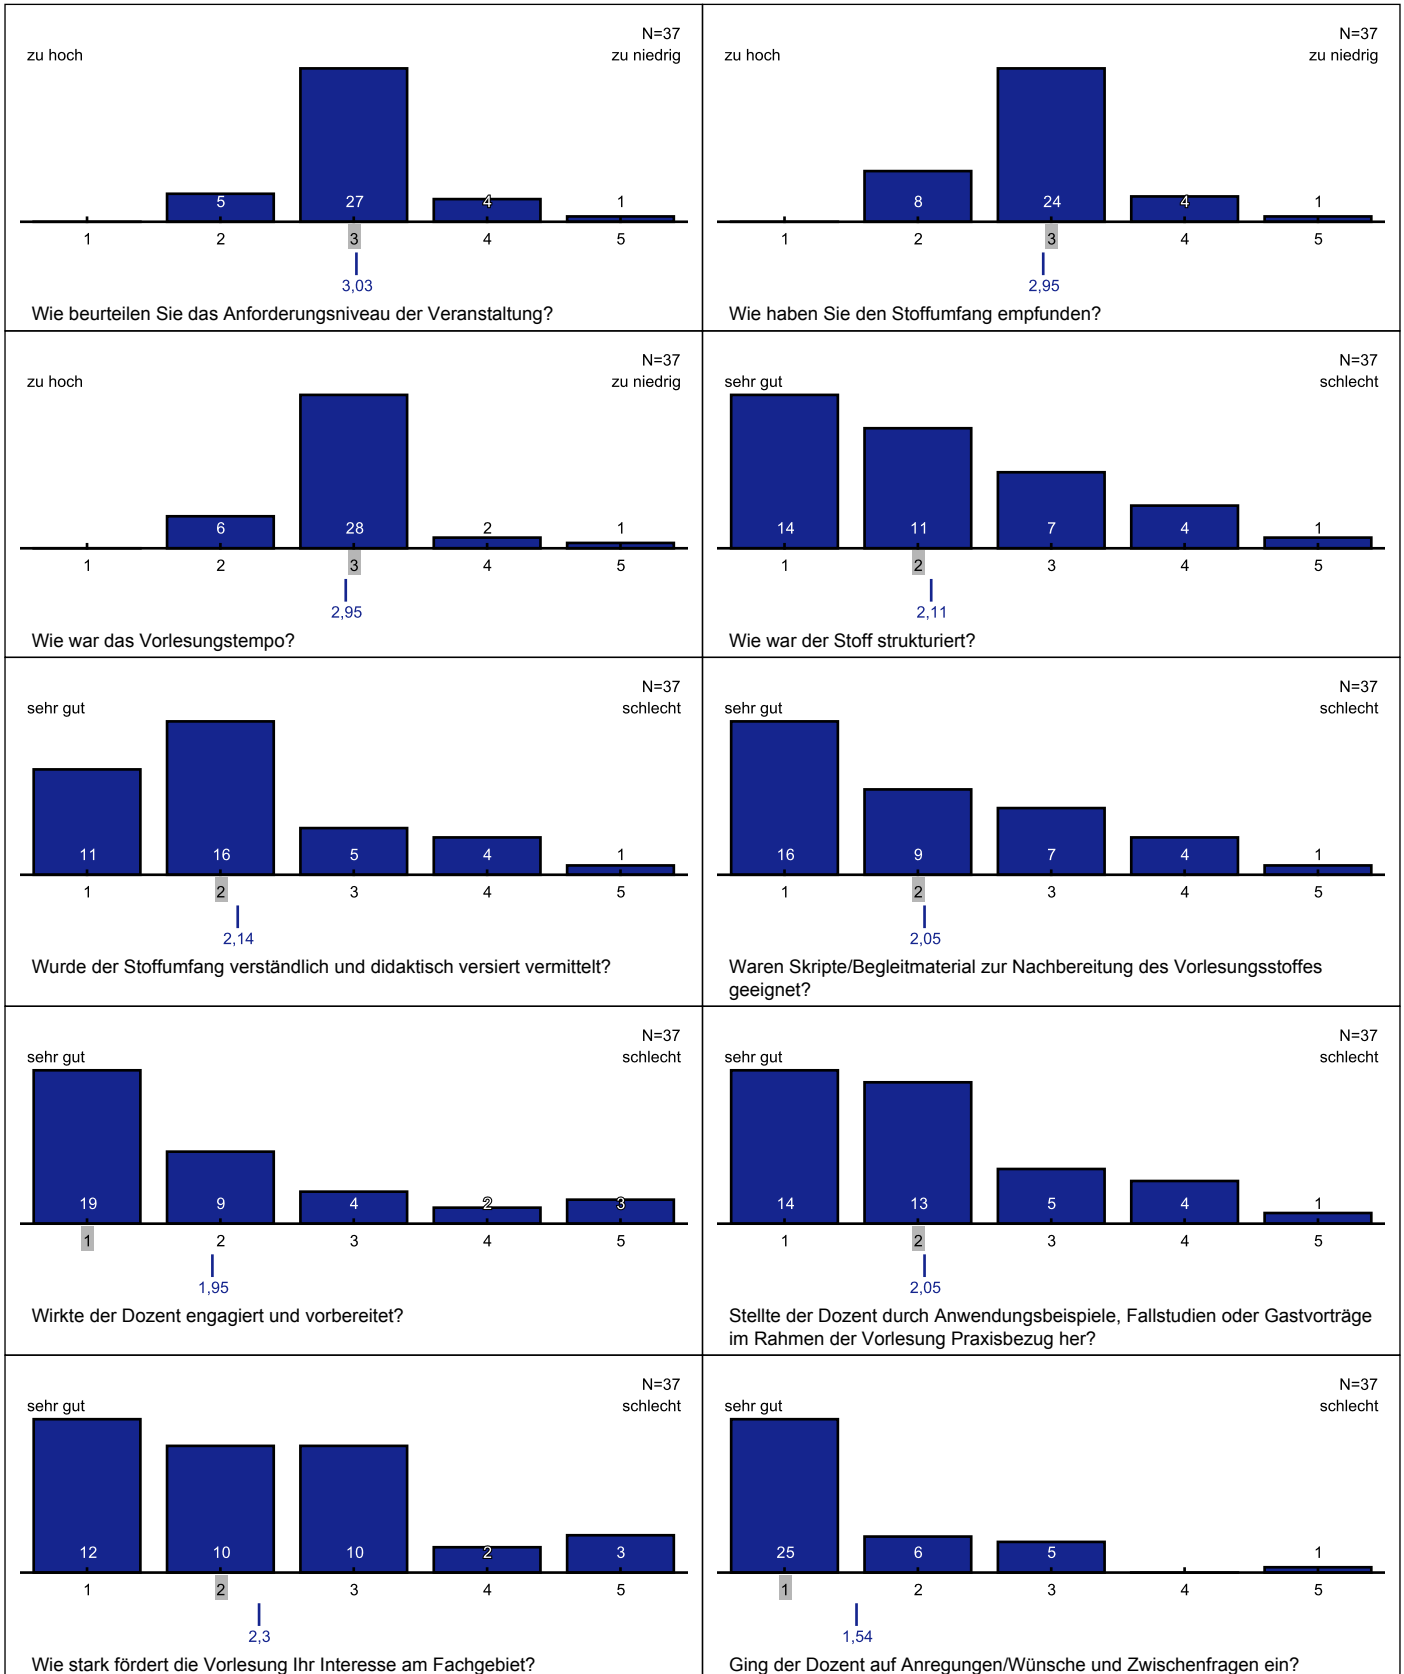 N=37
zu hoch
zu niedrig
5
27
4
1
1
2
3
4
5
3,03
Wie beurteilen Sie das Anforderungsniveau der Veranstaltung?
N=37
zu hoch
zu niedrig
8
24
4
1
1
2
3
4
5
2,95
Wie haben Sie den Stoffumfang empfunden?
N=37
zu hoch
zu niedrig
6
28
2
1
1
2
3
4
5
2,95
Wie war das Vorlesungstempo?
N=37
sehr gut
schlecht
14
11
7
4
1
1
2
3
4
5
2,11
Wie war der Stoff strukturiert?
N=37
sehr gut
schlecht
11
16
5
4
1
1
2
3
4
5
2,14
Wurde der Stoffumfang verständlich und didaktisch versiert vermittelt?
N=37
sehr gut
schlecht
16
9
7
4
1
1
2
3
4
5
2,05
Waren Skripte/Begleitmaterial zur Nachbereitung des Vorlesungsstoffes
geeignet?
N=37
sehr gut
schlecht
19
9
4
2
3
1
2
3
4
5
1,95
Wirkte der Dozent engagiert und vorbereitet?
N=37
sehr gut
schlecht
14
13
5
4
1
1
2
3
4
5
2,05
Stellte der Dozent durch Anwendungsbeispiele, Fallstudien oder Gastvorträge
im Rahmen der Vorlesung Praxisbezug her?
N=37
sehr gut
schlecht
12
10
10
2
3
1
2
3
4
5
2,3
Wie stark fördert die Vorlesung Ihr Interesse am Fachgebiet?
N=37
sehr gut
schlecht
25
6
5
1
1
2
3
4
5
1,54
Ging der Dozent auf Anregungen/Wünsche und Zwischenfragen ein?